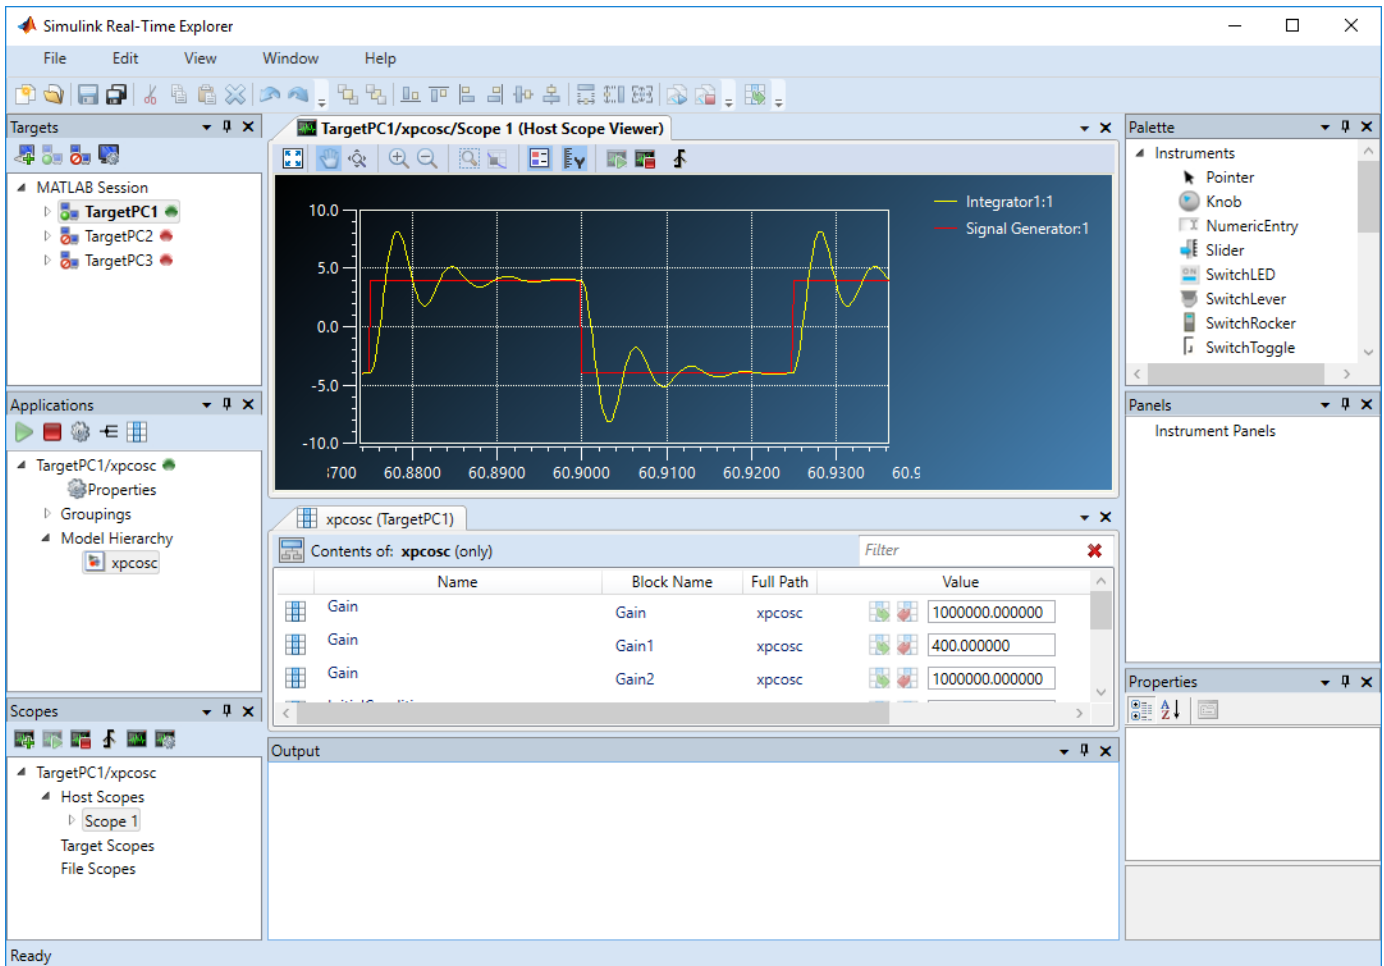 Simulink Real-Time Explorer
File Edit View Window Help
Targets
MATLAB Session
TargetPC1
TargetPC2
TargetPC3
Applications
TargetPC1/xpcosc
Properties
Groupings
Model Hierarchy
xpcosc
Scopes
TargetPC1/xpcosc
Host Scopes
Scope 1
Target Scopes
File Scopes
TargetPC1/xpcosc/Scope 1 (Host Scope Viewer)
10.0
5.0
0.0
-5.0
-10.0
60.8800 60.8900 60.9000 60.9100 60.9200 60.9300
Integrator1:1
Signal Generator:1
xpcosc (TargetPC1)
Contents of: xpcosc (only) Filter
Name Block Name Full Path Value
Gain Gain xpcosc 1000000.000000
Gain Gain1 xpcosc 400.000000
Gain Gain2 xpcosc 1000000.000000
Output
Palette
Instruments
Pointer
Knob
NumericEntry
Slider
SwitchLED
SwitchLever
SwitchRocker
SwitchToggle
Panels
Instrument Panels
Properties
Ready